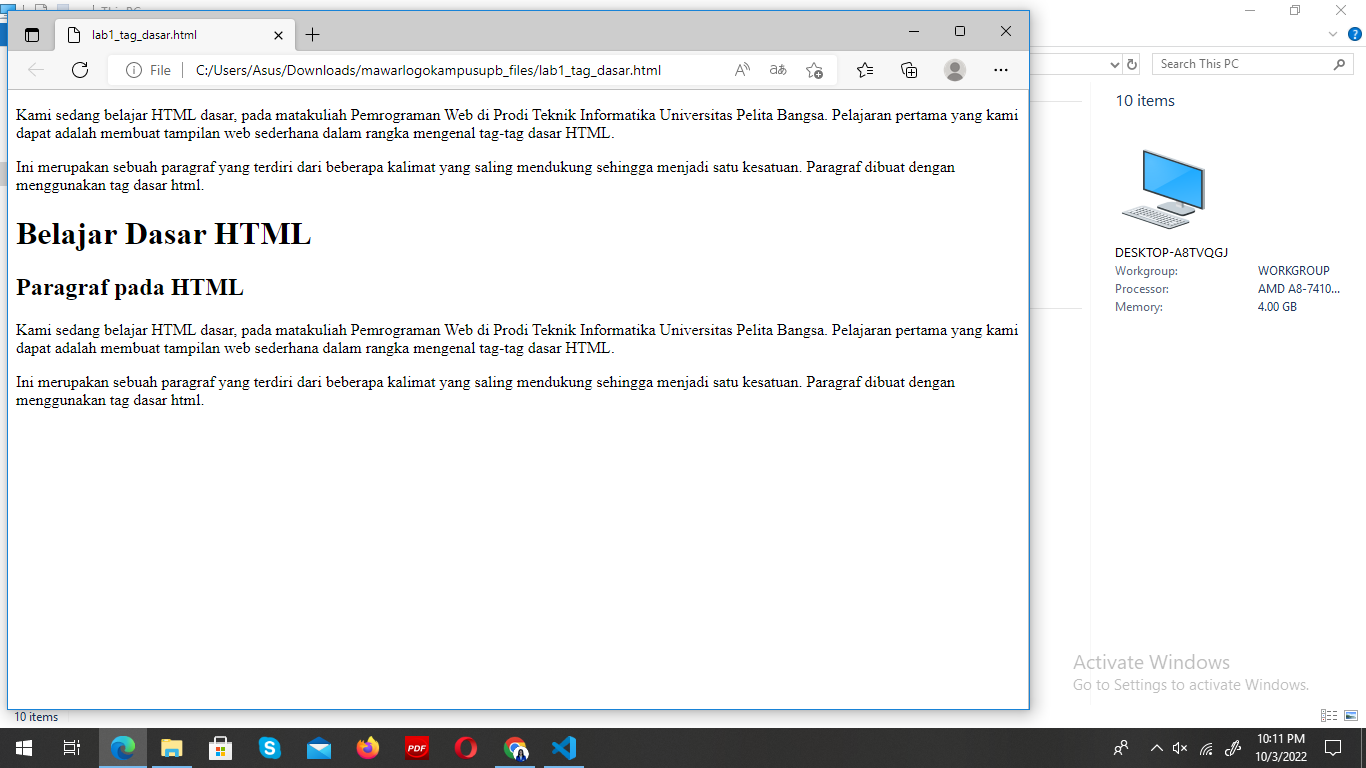 This PC
lab1_tag_dasar.html
File
C:/Users/Asus/Downloads/mawarlogokampusupb_files/lab1_tag_dasar.html
Search This PC
Kami sedang belajar HTML dasar, pada matakuliah Pemrograman Web di Prodi Teknik Informatika Universitas Pelita Bangsa. Pelajaran pertama yang kami
dapat adalah membuat tampilan web sederhana dalam rangka mengenal tag-tag dasar HTML.
Ini merupakan sebuah paragraf yang terdiri dari beberapa kalimat yang saling mendukung sehingga menjadi satu kesatuan. Paragraf dibuat dengan
menggunakan tag dasar html.
Belajar Dasar HTML
Paragraf pada HTML
Kami sedang belajar HTML dasar, pada matakuliah Pemrograman Web di Prodi Teknik Informatika Universitas Pelita Bangsa. Pelajaran pertama yang kami
dapat adalah membuat tampilan web sederhana dalam rangka mengenal tag-tag dasar HTML.
Ini merupakan sebuah paragraf yang terdiri dari beberapa kalimat yang saling mendukung sehingga menjadi satu kesatuan. Paragraf dibuat dengan
menggunakan tag dasar html.
10 items
DESKTOP-A8TVQGJ
Workgroup: WORKGROUP
Processor: AMD A8-7410...
Memory: 4.00 GB
Activate Windows
Go to Settings to activate Windows.
10 items
PDF
10:11 PM
10/3/2022